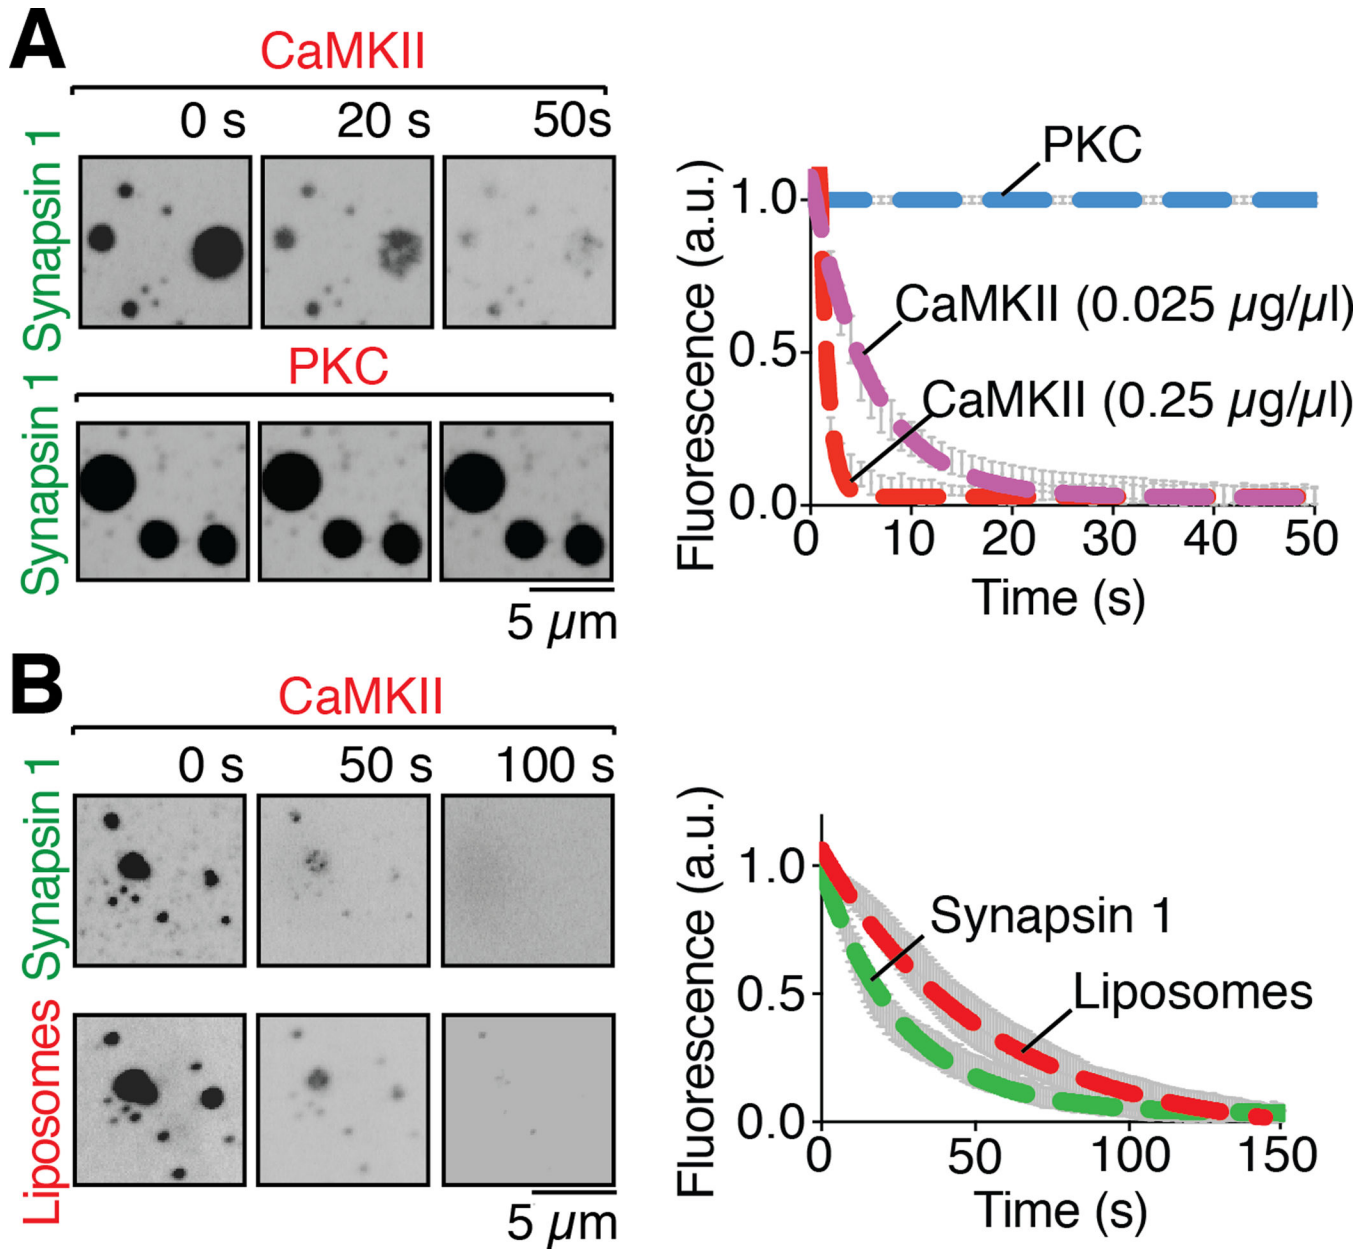 A
CaMKII
0 s 20 s 50s
Synapsin 1
PKC
Synapsin 1
5 µm
Fluorescence (a.u.)
1.0
0.5
0.0
0 10 20 30 40 50
Time (s)
PKC
CaMKII (0.025 µg/µl)
CaMKII (0.25 µg/µl)
B
CaMKII
0 s 50 s 100 s
Synapsin 1
Liposomes
5 µm
Fluorescence (a.u.)
1.0
0.5
0.0
0 50 100 150
Time (s)
Synapsin 1
Liposomes